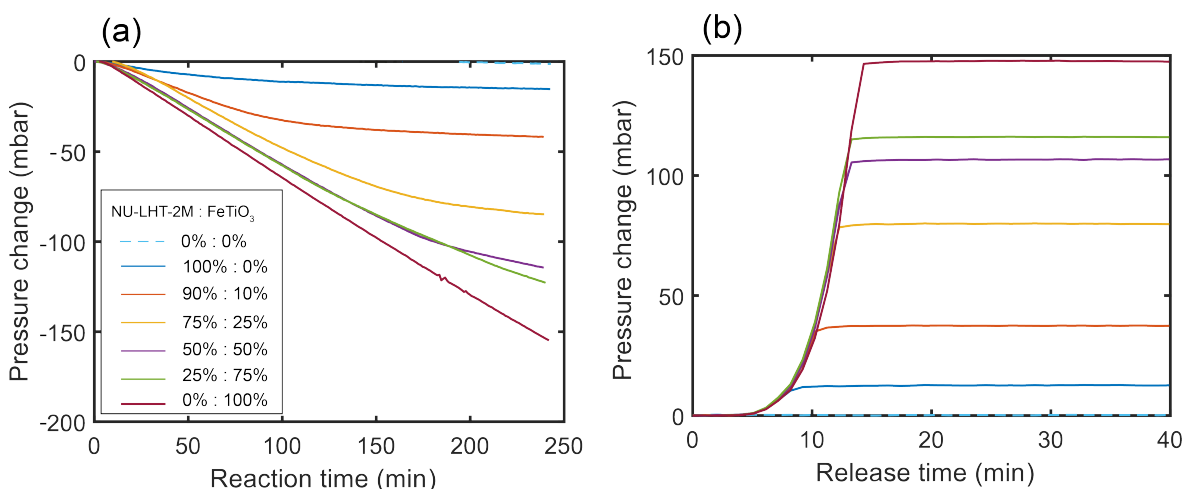 (a)
Pressure change (mbar)
0
-50
-100
-150
-200
0
50
100
150
200
250
Reaction time (min)
NU-LHT-2M : FeTiO₃
0% : 0%
100% : 0%
90% : 10%
75% : 25%
50% : 50%
25% : 75%
0% : 100%
(b)
Pressure change (mbar)
150
100
50
0
0
10
20
30
40
Release time (min)